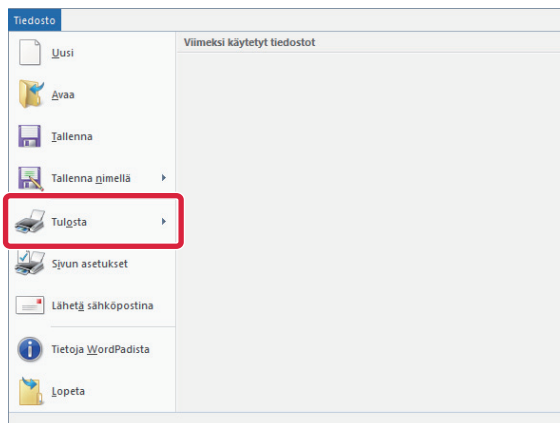 Tiedosto
Viimeksi käytetyt tiedostot
Uusi
Avaa
Tallenna
Tallenna nimellä
Tulosta
Sivun asetukset
Lähetä sähköpostina
Tietoja WordPadista
Lopeta